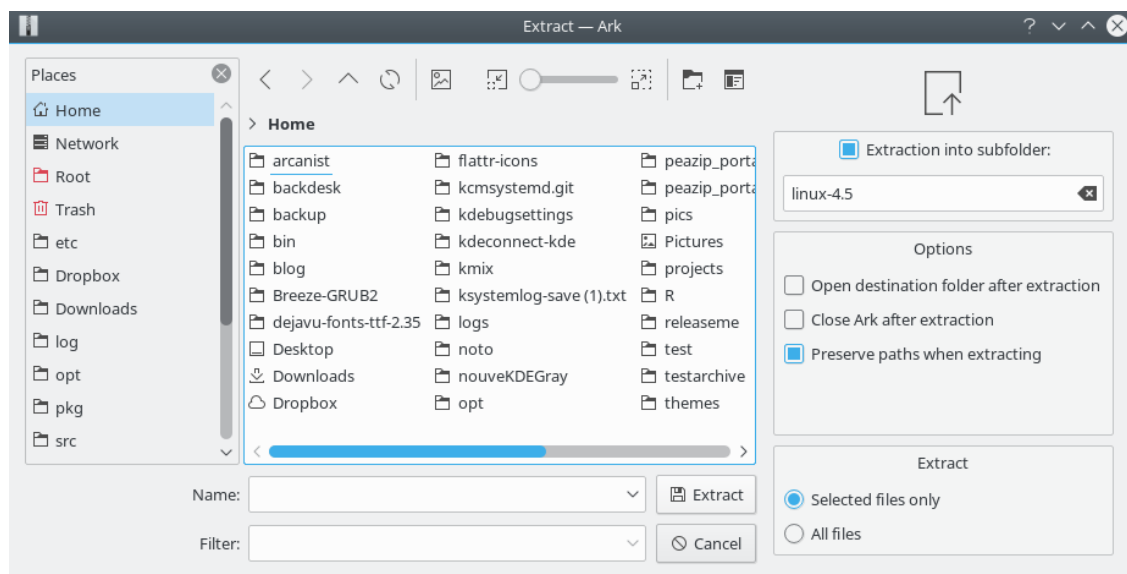 Extract — Ark
Places
Home
Network
Root
Trash
etc
Dropbox
Downloads
log
opt
pkg
src
> Home
arcanist
backdesk
backup
bin
blog
Breeze-GRUB2
dejavu-fonts-ttf-2.35
Desktop
Downloads
Dropbox
flattr-icons
kcmsystemd.git
kdebugsettings
kdeconnect-kde
kmix
ksystemlog-save (1).txt
logs
noto
nouveKDEGray
opt
peazip_porta
peazip_porta
pics
Pictures
projects
R
releaseme
test
testarchive
themes
Name:
Extract
Filter:
Cancel
Extraction into subfolder:
linux-4.5
Options
Open destination folder after extraction
Close Ark after extraction
Preserve paths when extracting
Extract
Selected files only
All files